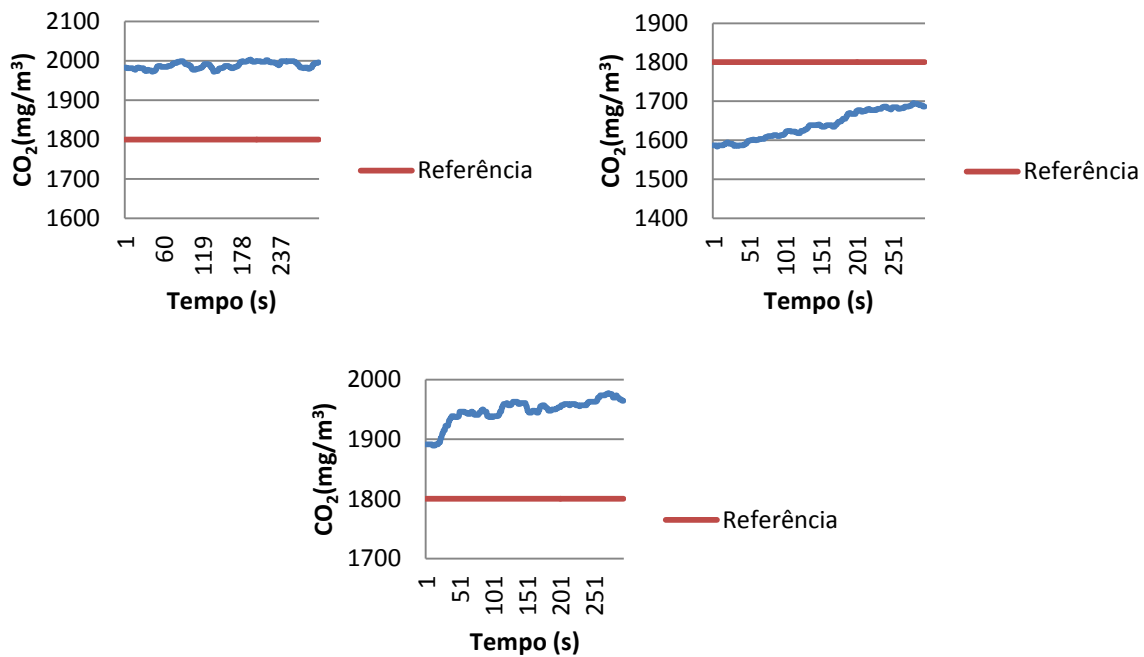 CO₂(mg/m³)
2100
2000
1900
1800
1700
1600
1 60 119 178 237
Tempo (s)
Referência
CO₂(mg/m³)
1900
1800
1700
1600
1500
1400
1 51 101 151 201 251
Tempo (s)
Referência
CO₂(mg/m³)
2000
1900
1800
1700
1 51 101 151 201 251
Tempo (s)
Referência